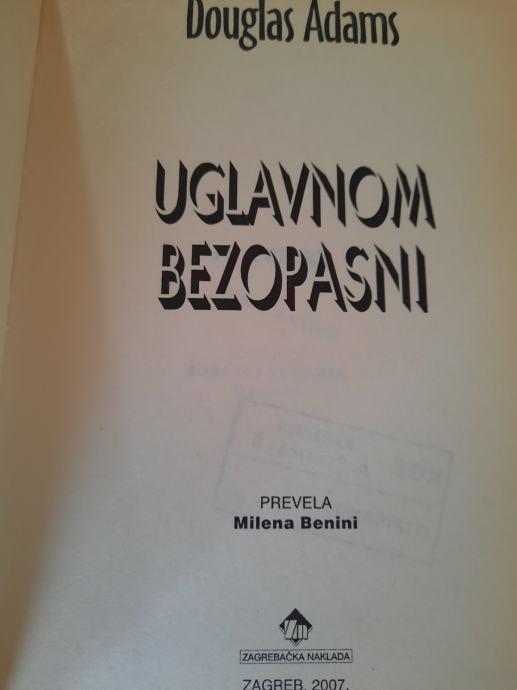 Douglas Adams
UGLAVNOM
BEZOPASNI
PREVELA
Milena Benini
ZAGREBAČKA NAKLADA
ZAGREB, 2007.